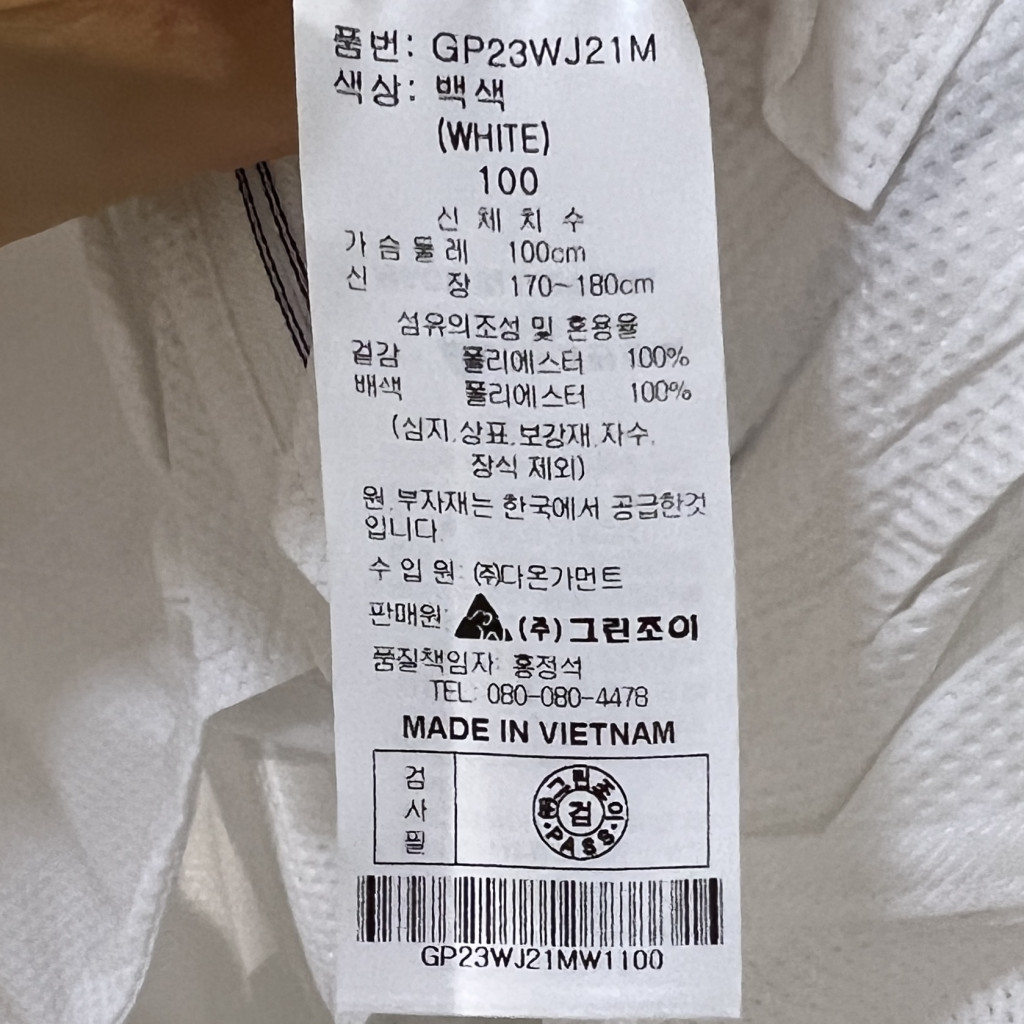 품번: GP23WJ21M
색상: 백색
(WHITE)
100
신 체 치 수
가 슴 둘 레 100cm
신 장 170~180cm
섬유의조성 및 혼용율
겉감 폴리에스터 100%
배색 폴리에스터 100%
(심지,상표,보강재,자수,
장식 제외)
원,부자재는 한국에서 공급한것
입니다.
수 입 원: (주)다온가먼트
판매원: (주)그린조이
품질책임자: 홍정석
TEL: 080-080-4478
MADE IN VIETNAM
검
사
필
그린조이
검
PASS
GP23WJ21MW1100